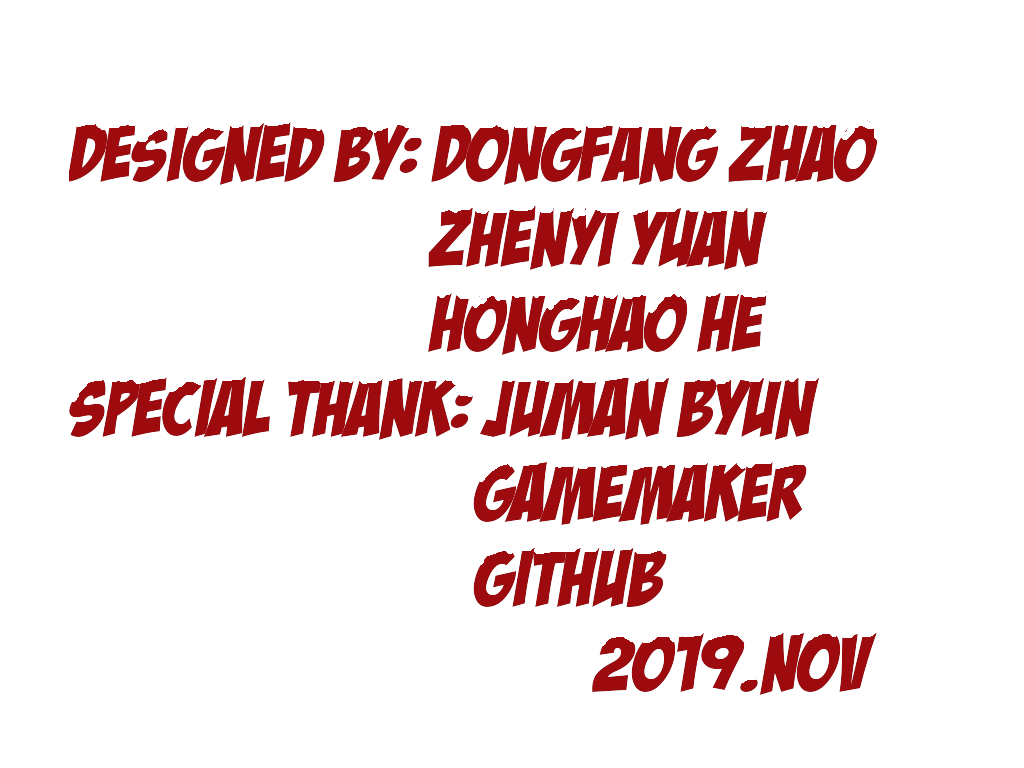 DESIGNED BY: DONGFANG ZHAO
ZHENYI YUAN
HONGHAO HE
SPECIAL THANK: JUMAN BYUN
GAMEMAKER
GITHUB
2019.NOV